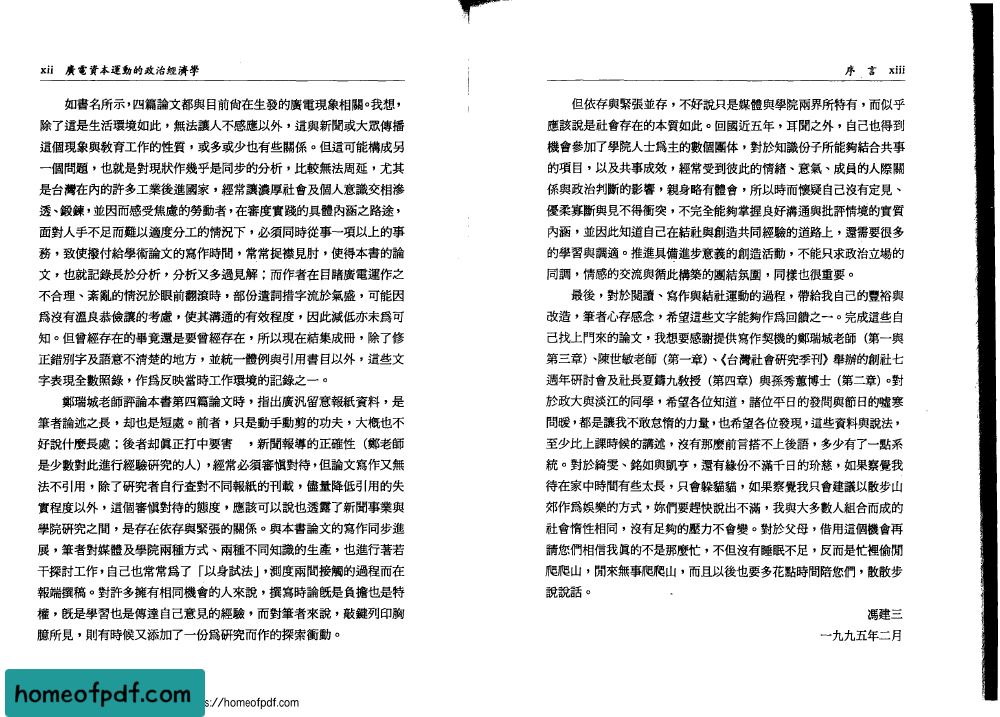 xii 廣電資本運動的政治經濟學
如書名所示，四篇論文都與目前尙在生發的廣電現象相關。我想，
除了這是生活環境如此，無法讓人不感應以外，這與新聞或大眾傳播
這個現象與敎育工作的性質，或多或少也有些關係。但這可能構成另
一個問題，也就是對現狀作幾乎是同步的分析，比較無法周延，尤其
是台灣在內的許多工業後進國家，經常讓濃厚社會及個人意識交相滲
透、鍛鍊，並因而感受焦慮的勞動者，在審度實踐的具體內涵之路途，
面對人手不足而難以適度分工的情況下，必須同時從事一項以上的事
務，致使撥付給學術論文的寫作時間，常常捉襟見肘，使得本書的論
文，也就記錄長於分析，分析又多過見解；而作者在目睹廣電運作之
不合理、紊亂的情況於眼前翻滾時，部份遣詞措字流於氣盛，可能因
爲沒有溫良恭儉讓的考慮，使其溝通的有效程度，因此減低亦未爲可
知。但曾經存在的畢竟還是要曾經存在，所以現在結集成冊，除了修
正錯別字及語意不淸楚的地方，並統一體例與引用書目以外，這些文
字表現全數照錄，作爲反映當時工作環境的記錄之一。
鄭瑞城老師評論本書第四篇論文時，指出廣汎留意報紙資料，是
筆者論述之長，却也是短處。前者，只是動手動剪的功夫，大槪也不
好說什麼長處；後者却眞正打中要害　，新聞報導的正確性（鄭老師
是少數對此進行經驗研究的人），經常必須審愼對待，但論文寫作又無
法不引用，除了硏究者自行查對不同報紙的刊載，儘量降低引用的失
實程度以外，這個審愼對待的態度，應該可以說也透露了新聞事業與
學院硏究之間，是存在依存與緊張的關係。與本書論文的寫作同步進
展，筆者對媒體及學院兩種方式、兩種不同知識的生產，也進行著若
干探討工作，自己也常常爲了「以身試法」，測度兩間接觸的過程而在
報端撰稿。對許多擁有相同機會的人來說，撰寫時論旣是負擔也是特
權，旣是學習也是傳達自己意見的經驗，而對筆者來說，敲鍵列印胸
臆所見，則有時候又添加了一份爲硏究而作的探索衝動。
序　言　xiii
但依存與緊張並存，不好說只是媒體與學院兩界所特有，而似乎
應該說是社會存在的本質如此。回國近五年，耳聞之外，自己也得到
機會參加了學院人士爲主的數個團體，對於知識份子所能夠結合共事
的項目，以及共事成效，經常受到彼此的情緒、意氣、成員的人際關
係與政治判斷的影響，親身略有體會，所以時而懷疑自己沒有定見、
優柔寡斷與見不得衝突，不完全能夠掌握良好溝通與批評情境的實質
內涵，並因此知道自己在結社與創造共同經驗的道路上，還需要很多
的學習與調適。推進具備進步意義的創造活動，不能只求政治立場的
同調，情感的交流與循此構築的團結氛圍，同樣也很重要。
最後，對於閱讀、寫作與結社運動的過程，帶給我自己的豐裕與
改造，筆者心存感念，希望這些文字能夠作爲回饋之一。完成這些自
己找上門來的論文，我想要感謝提供寫作契機的鄭瑞城老師（第一與
第三章）、陳世敏老師（第一章）、《台灣社會硏究季刊》舉辦的創社七
週年硏討會及社長夏鑄九敎授（第四章）與孫秀蕙博士（第二章）。對
於政大與淡江的同學，希望各位知道，諸位平日的發問與節日的噓寒
問暖，都是讓我不敢怠惰的力量，也希望各位發現，這些資料與說法，
至少比上課時候的講述，沒有那麼前言搭不上後語，多少有了一點系
統。對於綺雯、銘如與凱亨，還有緣份不滿千日的玠慈，如果察覺我
待在家中時間有些太長，只會躲貓貓，如果察覺我只會建議以散步山
郊作爲娛樂的方式，妳們要趕快說出不滿，我與大多數人組合而成的
社會惰性相同，沒有足夠的壓力不會變。對於父母，借用這個機會再
請您們相信我眞的不是那麼忙，不但沒有睡眠不足，反而是忙裡偸閒
爬爬山，閒來無事爬爬山，而且以後也要多花點時間陪您們，散散步
說說話。
馮建三
一九九五年二月
homeofpdf.com
s://homeofpdf.com